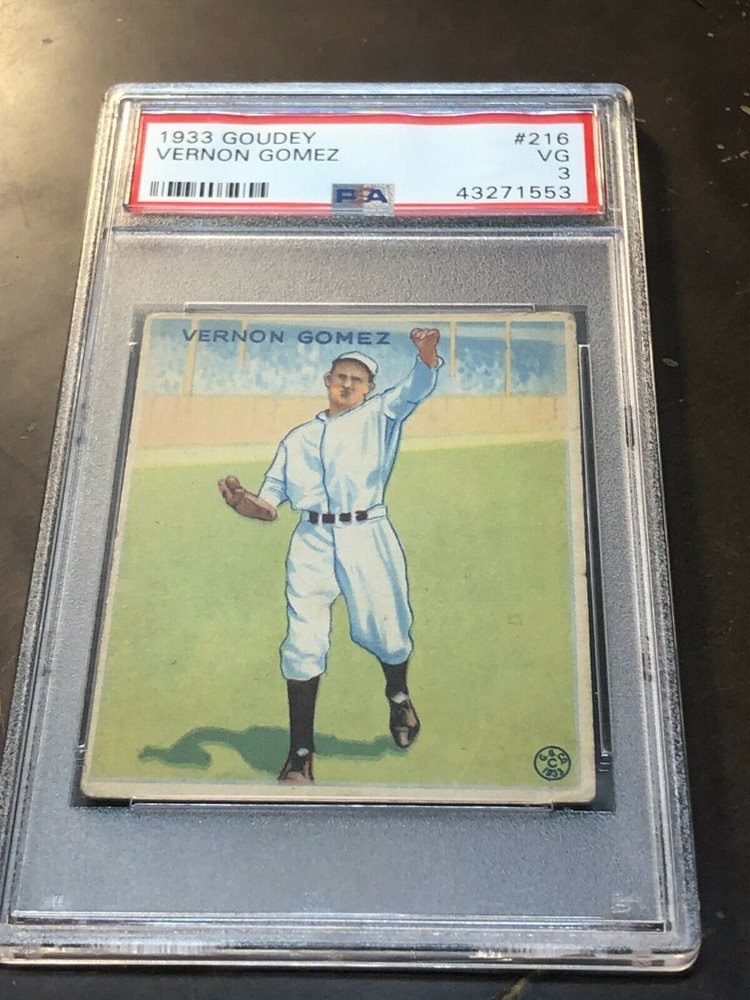 1933 GOUDEY #216
VERNON GOMEZ VG
3
PSA 43271553
VERNON GOMEZ
G.G.CO.
C
1933